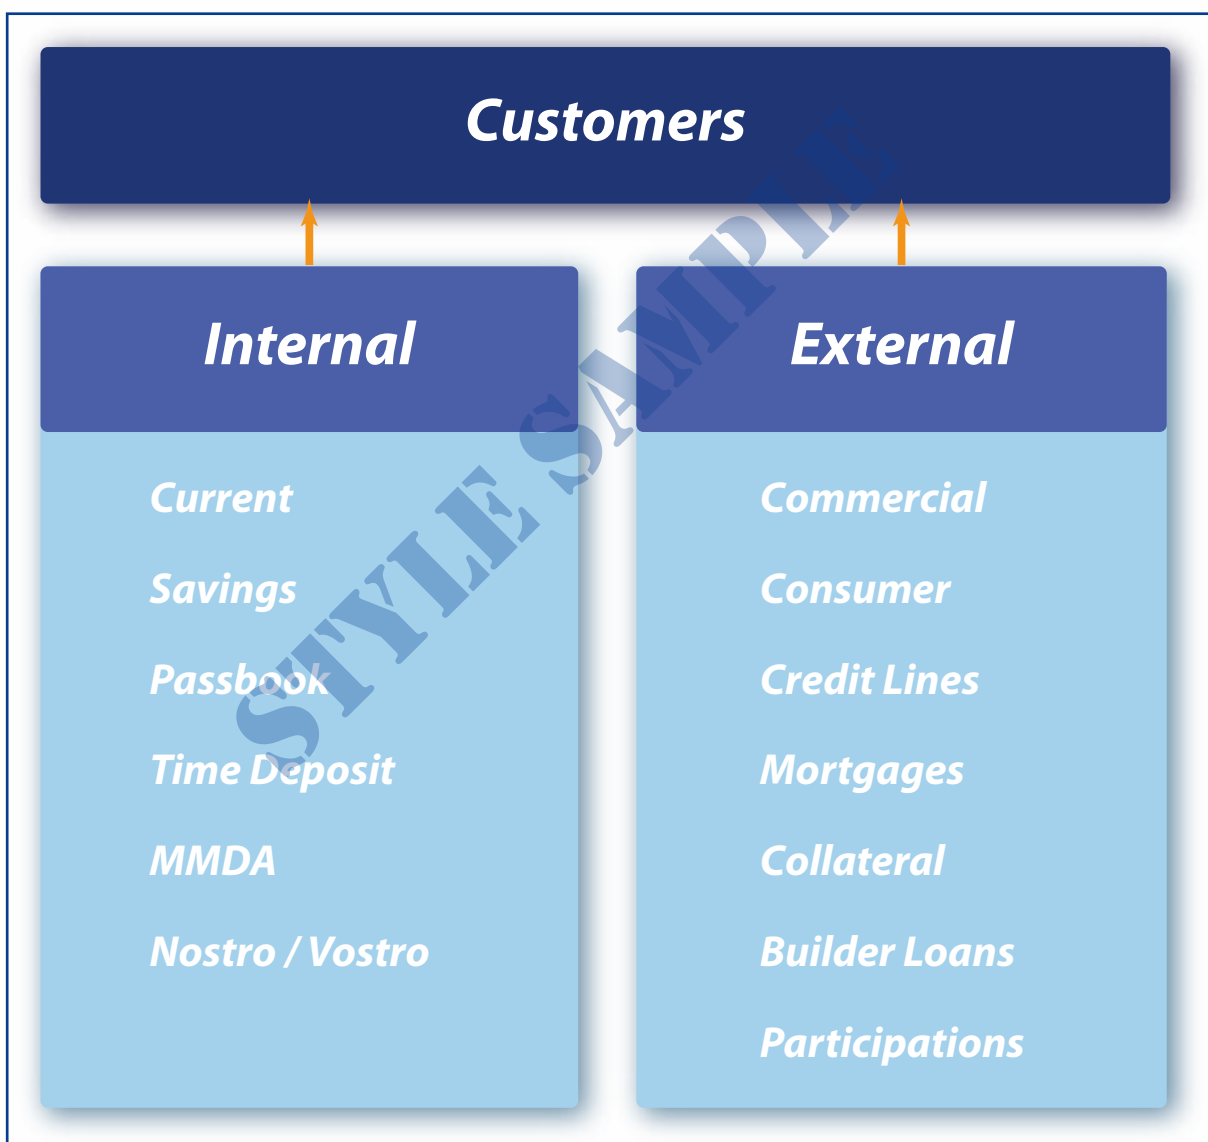 Customers
Internal
Current
Savings
Passbook
Time Deposit
MMDA
Nostro / Vostro
External
Commercial
Consumer
Credit Lines
Mortgages
Collateral
Builder Loans
Participations
STYLE SAMPLE